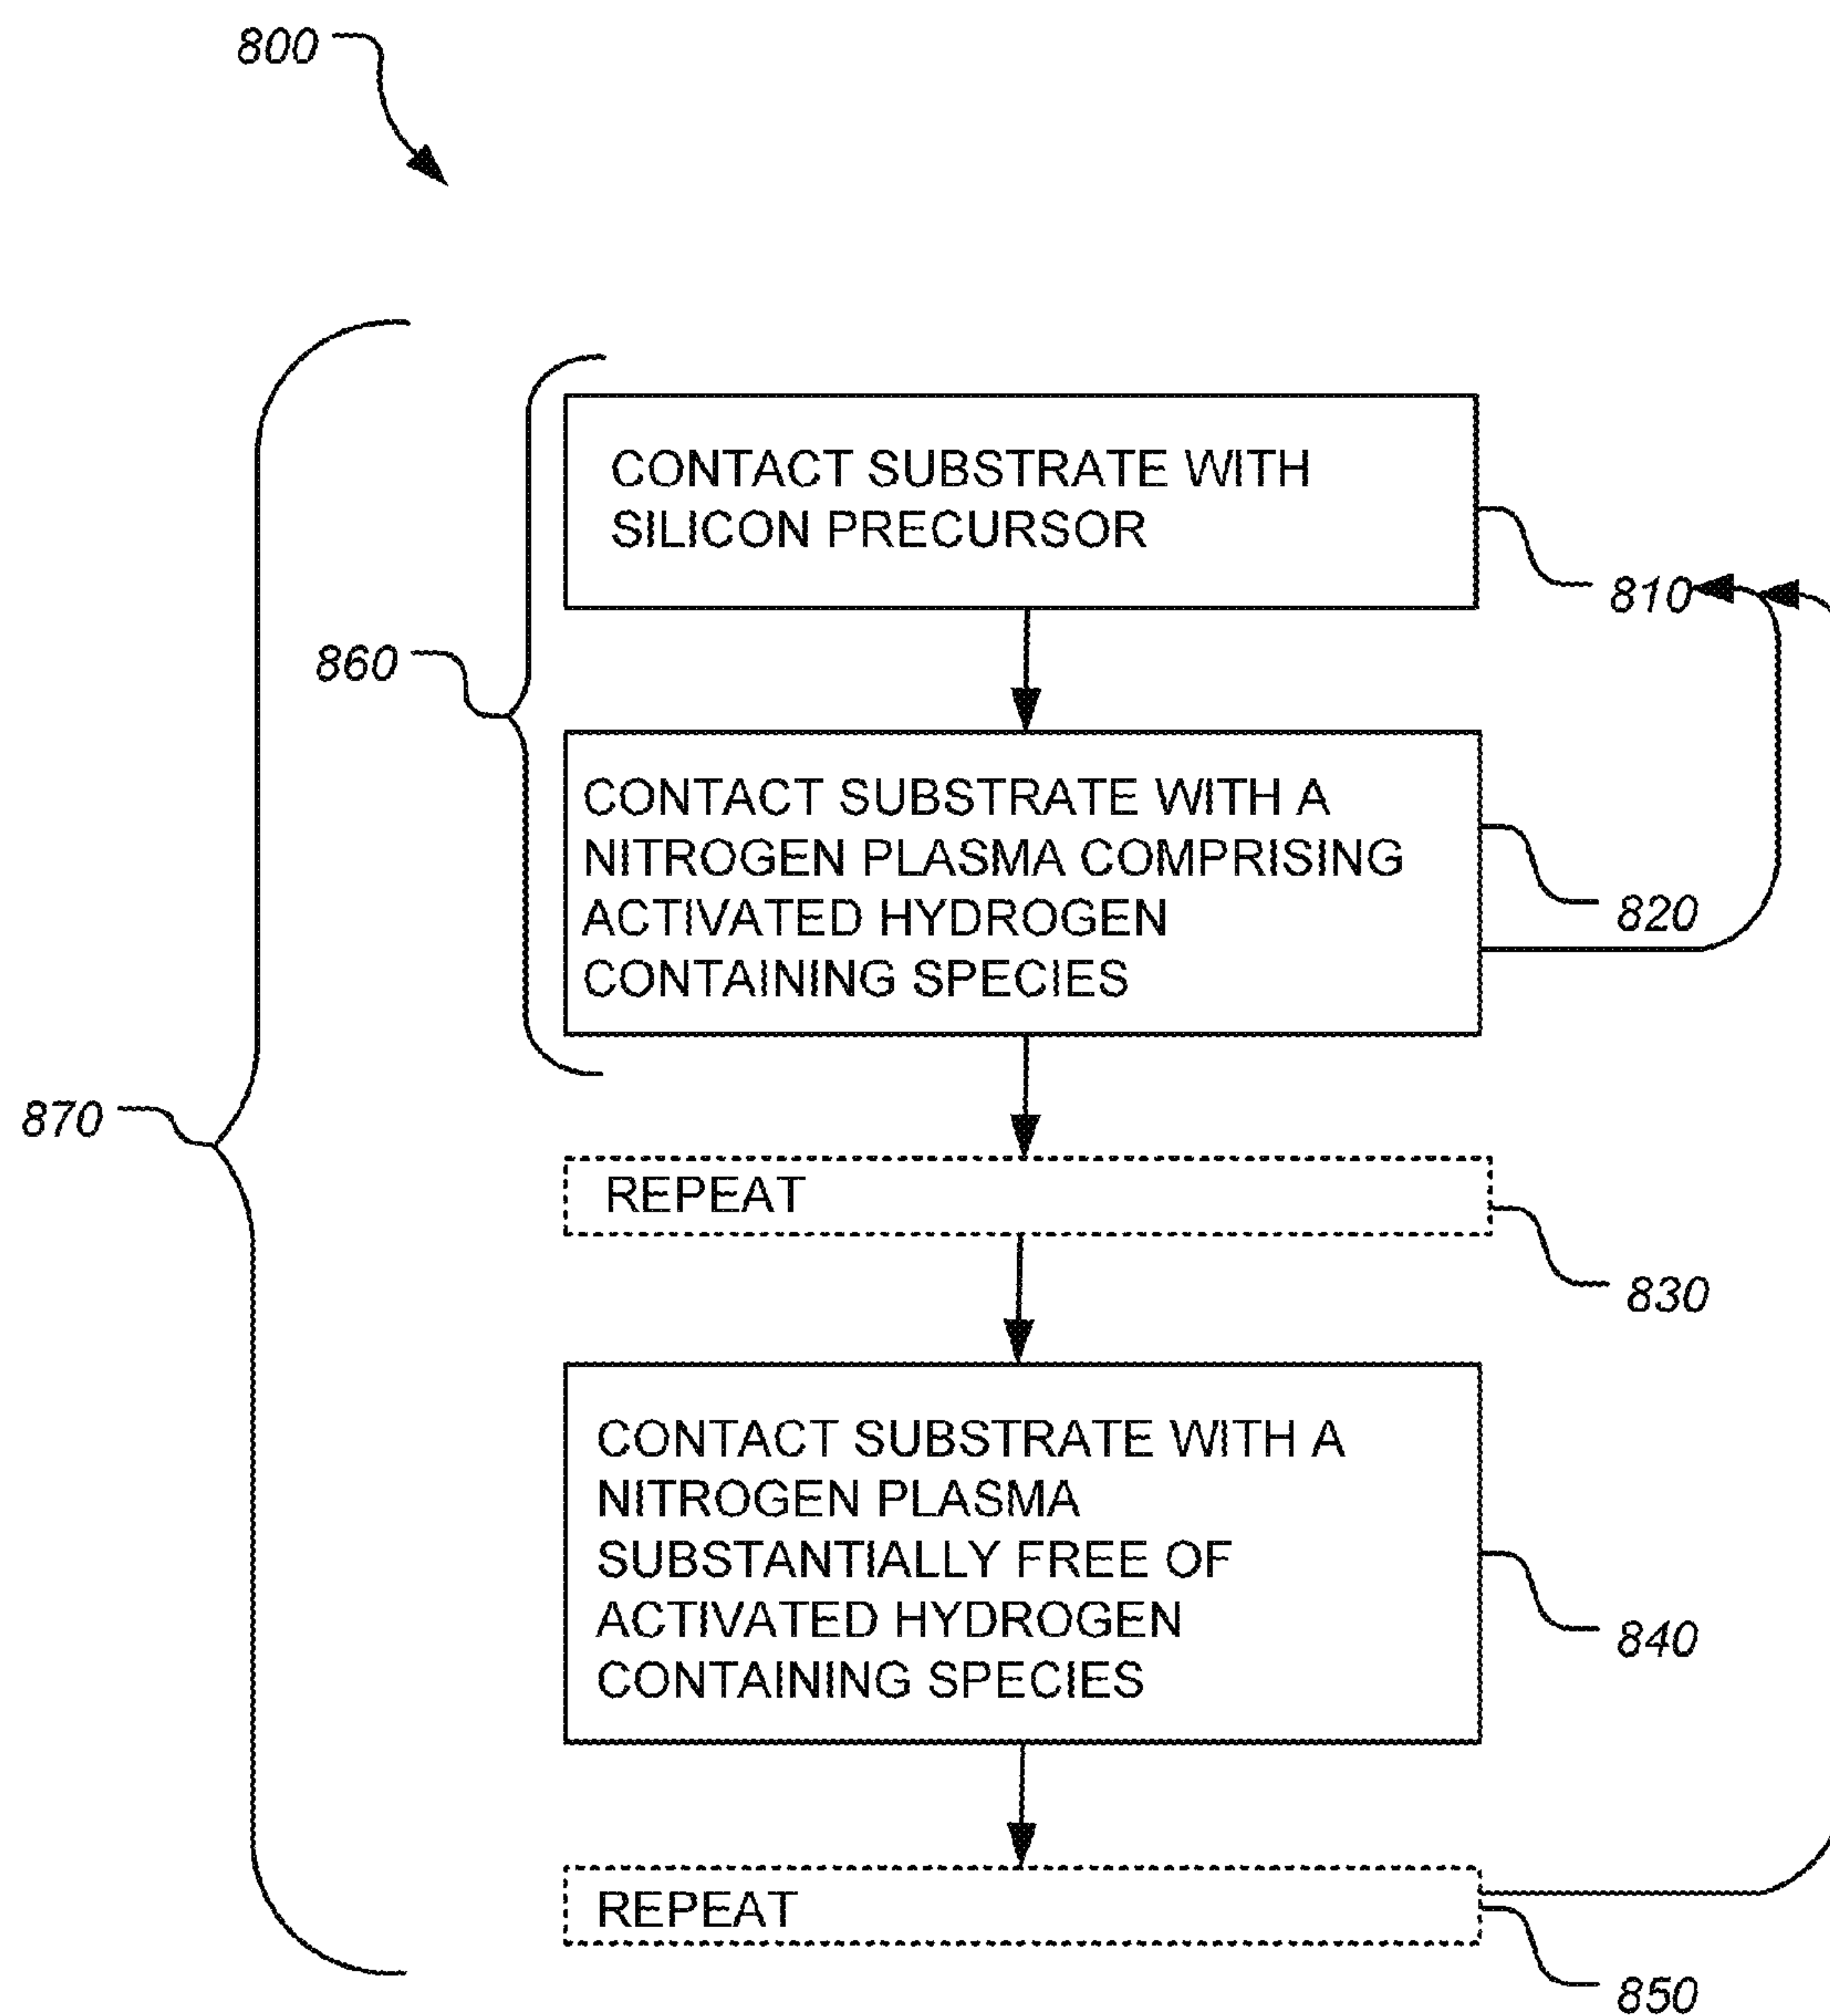 800
CONTACT SUBSTRATE WITH
SILICON PRECURSOR
810
860
CONTACT SUBSTRATE WITH A
NITROGEN PLASMA COMPRISING
ACTIVATED HYDROGEN
CONTAINING SPECIES
820
870
REPEAT
830
CONTACT SUBSTRATE WITH A
NITROGEN PLASMA
SUBSTANTIALLY FREE OF
ACTIVATED HYDROGEN
CONTAINING SPECIES
840
REPEAT
850